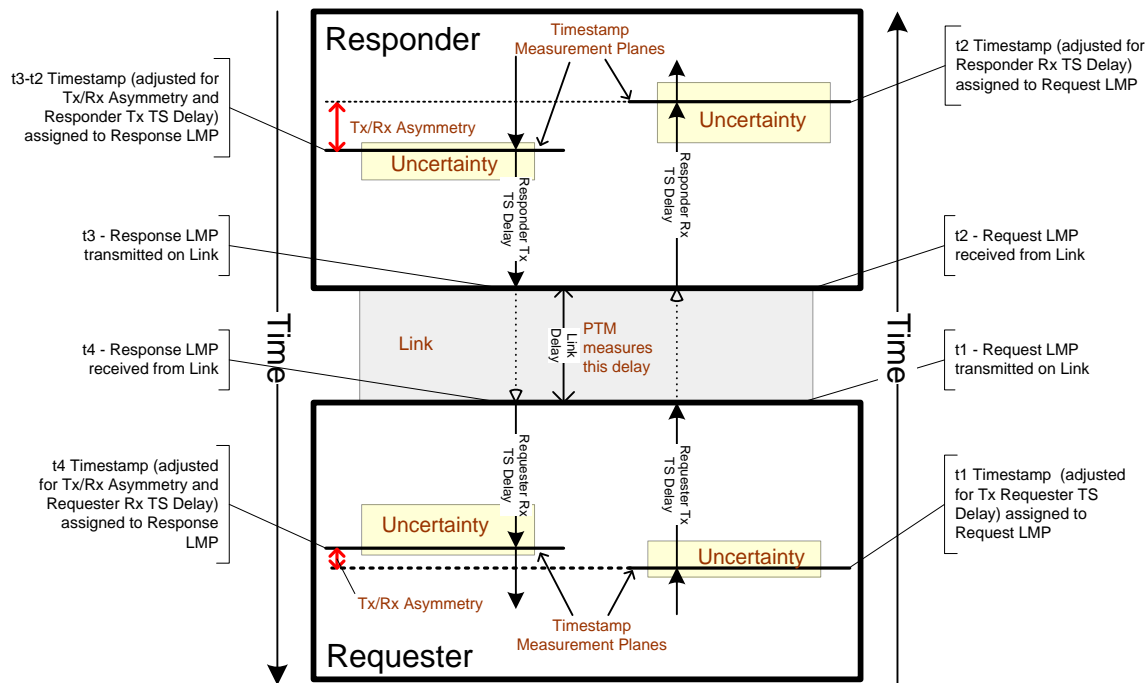 Responder
Timestamp
Measurement Planes
t2 Timestamp (adjusted for
Responder Rx TS Delay)
assigned to Request LMP
t3-t2 Timestamp (adjusted for
Tx/Rx Asymmetry and
Responder Tx TS Delay)
assigned to Response LMP
Tx/Rx Asymmetry
Uncertainty
Uncertainty
Responder Tx
TS Delay
Responder Rx
TS Delay
t3 - Response LMP
transmitted on Link
t2 - Request LMP
received from Link
Time
Link
Link
Delay
PTM
measures
this delay
Time
t4 - Response LMP
received from Link
t1 - Request LMP
transmitted on Link
Requester Rx
TS Delay
Requester Tx
TS Delay
t4 Timestamp (adjusted
for Tx/Rx Asymmetry and
Requester Rx TS Delay)
assigned to Response
LMP
t1 Timestamp (adjusted
for Tx Requester TS
Delay) assigned to
Request LMP
Uncertainty
Uncertainty
Tx/Rx Asymmetry
Timestamp
Measurement Planes
Requester